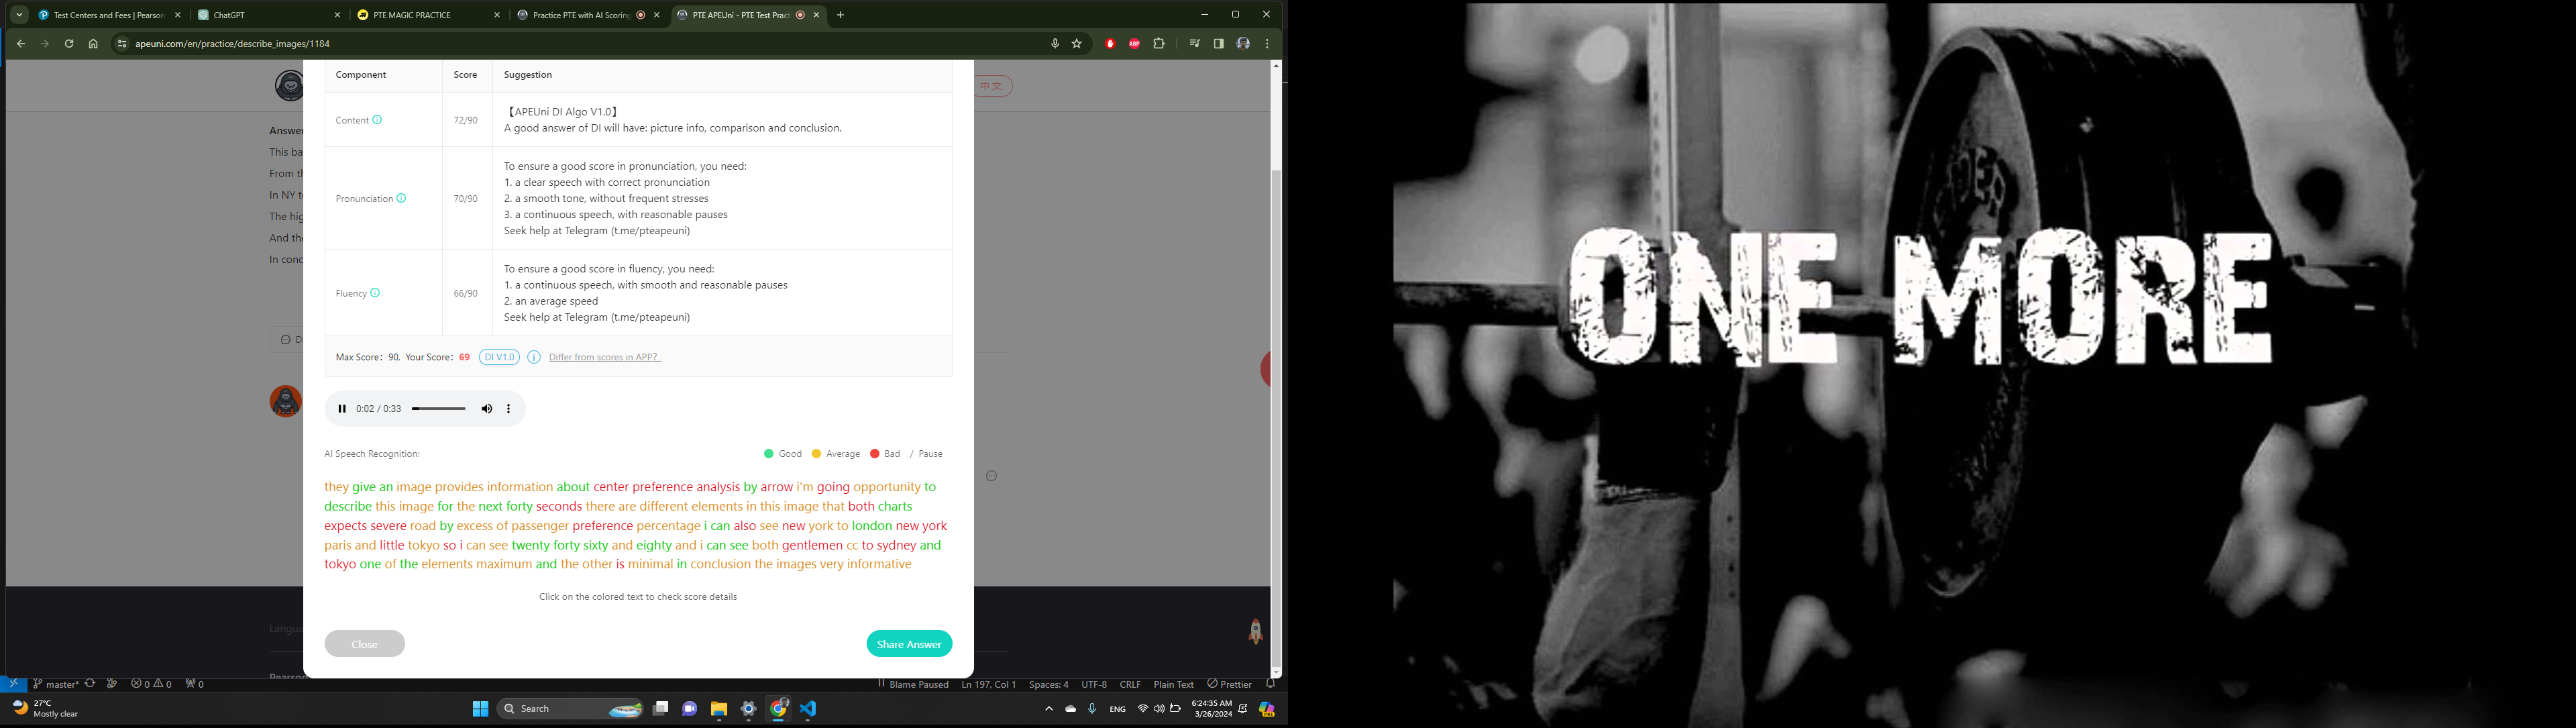 Test Centers and Fees | Pearson
ChatGPT
PTE MAGIC PRACTICE
Practice PTE with AI Scoring
PTE APEUni - PTE Test Pract
apeuni.com/en/practice/describe_images/1184
ABP
中文
Component Score Suggestion
Content 72/90
【APEUni DI Algo V1.0】
A good answer of DI will have: picture info, comparison and conclusion.
Pronunciation 70/90
To ensure a good score in pronunciation, you need:
1. a clear speech with correct pronunciation
2. a smooth tone, without frequent stresses
3. a continuous speech, with reasonable pauses
Seek help at Telegram (t.me/pteapeuni)
Fluency 66/90
To ensure a good score in fluency, you need:
1. a continuous speech, with smooth and reasonable pauses
2. an average speed
Seek help at Telegram (t.me/pteapeuni)
Max Score: 90, Your Score: 69 DI V1.0 Differ from scores in APP?
0:02 / 0:33
AI Speech Recognition: Good Average Bad / Pause
they give an image provides information about center preference analysis by arrow i'm going opportunity to
describe this image for the next forty seconds there are different elements in this image that both charts
expects severe road by excess of passenger preference percentage i can also see new york to london new york
paris and little tokyo so i can see twenty forty sixty and eighty and i can see both gentlemen cc to sydney and
tokyo one of the elements maximum and the other is minimal in conclusion the images very informative
Click on the colored text to check score details
Close Share Answer
Answer
This ba
From th
In NY t
The hig
And the
In conc
D
Langua
Pearson
master* 0 0 0 Blame Paused Ln 197, Col 1 Spaces: 4 UTF-8 CRLF Plain Text Prettier
27°C
Mostly clear
Search
ENG
6:24:35 AM
3/26/2024
ONE MORE